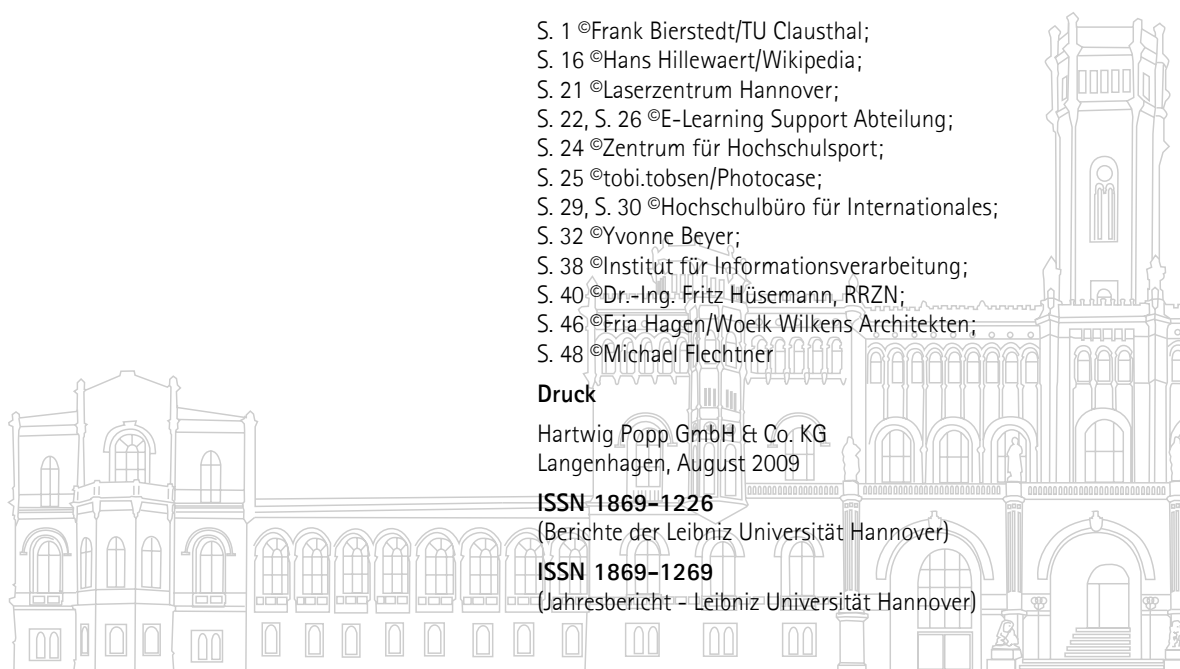 S. 1 ©Frank Bierstedt/TU Clausthal;
S. 16 ©Hans Hillewaert/Wikipedia;
S. 21 ©Laserzentrum Hannover;
S. 22, S. 26 ©E-Learning Support Abteilung;
S. 24 ©Zentrum für Hochschulsport;
S. 25 ©tobi.tobsen/Photocase;
S. 29, S. 30 ©Hochschulbüro für Internationales;
S. 32 ©Yvonne Beyer;
S. 38 ©Institut für Informationsverarbeitung;
S. 40 ©Dr.-Ing. Fritz Hüsemann, RRZN;
S. 46 ©Fria Hagen/Woelk Wilkens Architekten;
S. 48 ©Michael Flechtner
Druck
Hartwig Popp GmbH & Co. KG
Langenhagen, August 2009
ISSN 1869-1226
(Berichte der Leibniz Universität Hannover)
ISSN 1869-1269
(Jahresbericht - Leibniz Universität Hannover)